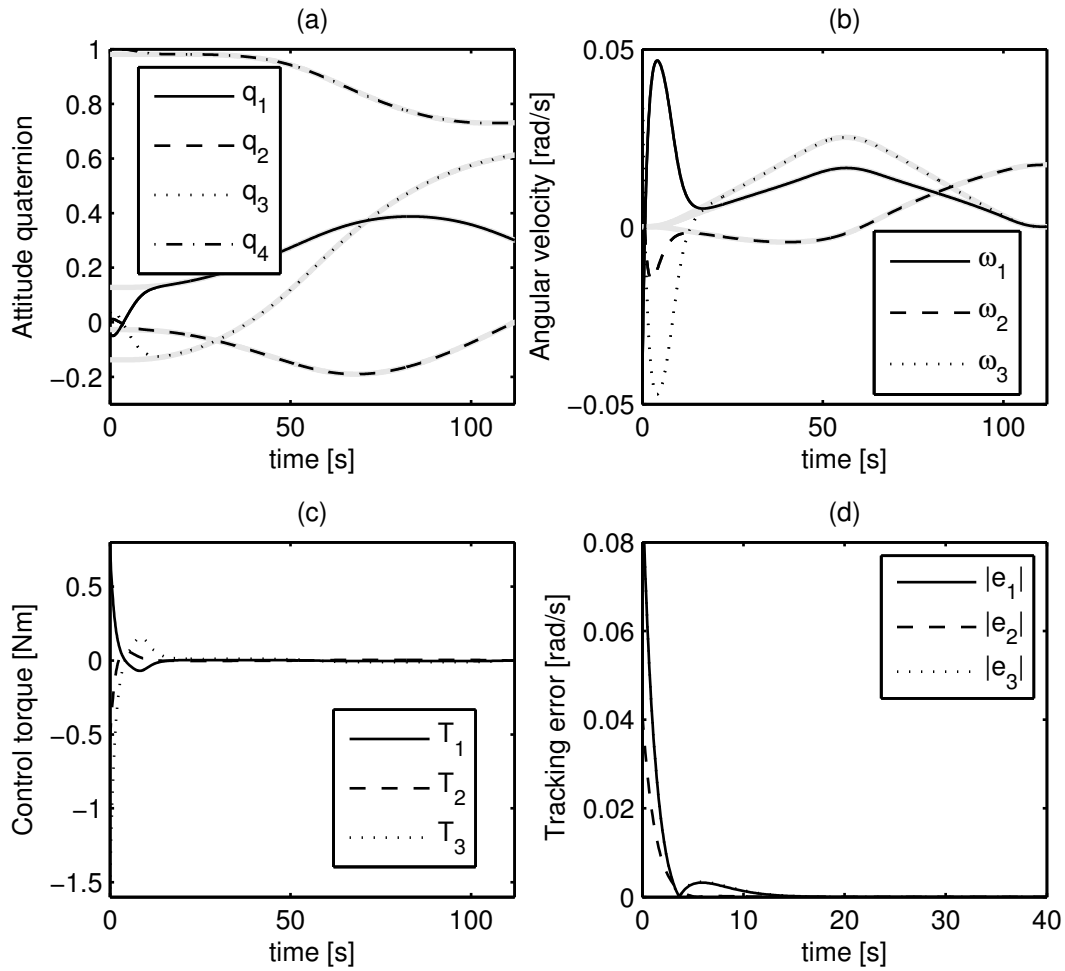 (a)
1
0.8
0.6
0.4
0.2
0
−0.2
0
50
100
time [s]
Attitude quaternion
q1
q2
q3
q4
(b)
0.05
0
−0.05
0
50
100
time [s]
Angular velocity [rad/s]
ω1
ω2
ω3
(c)
0.5
0
−0.5
−1
−1.5
0
50
100
time [s]
Control torque [Nm]
T1
T2
T3
(d)
0.08
0.06
0.04
0.02
0
0
10
20
30
40
time [s]
Tracking error [rad/s]
|e1|
|e2|
|e3|